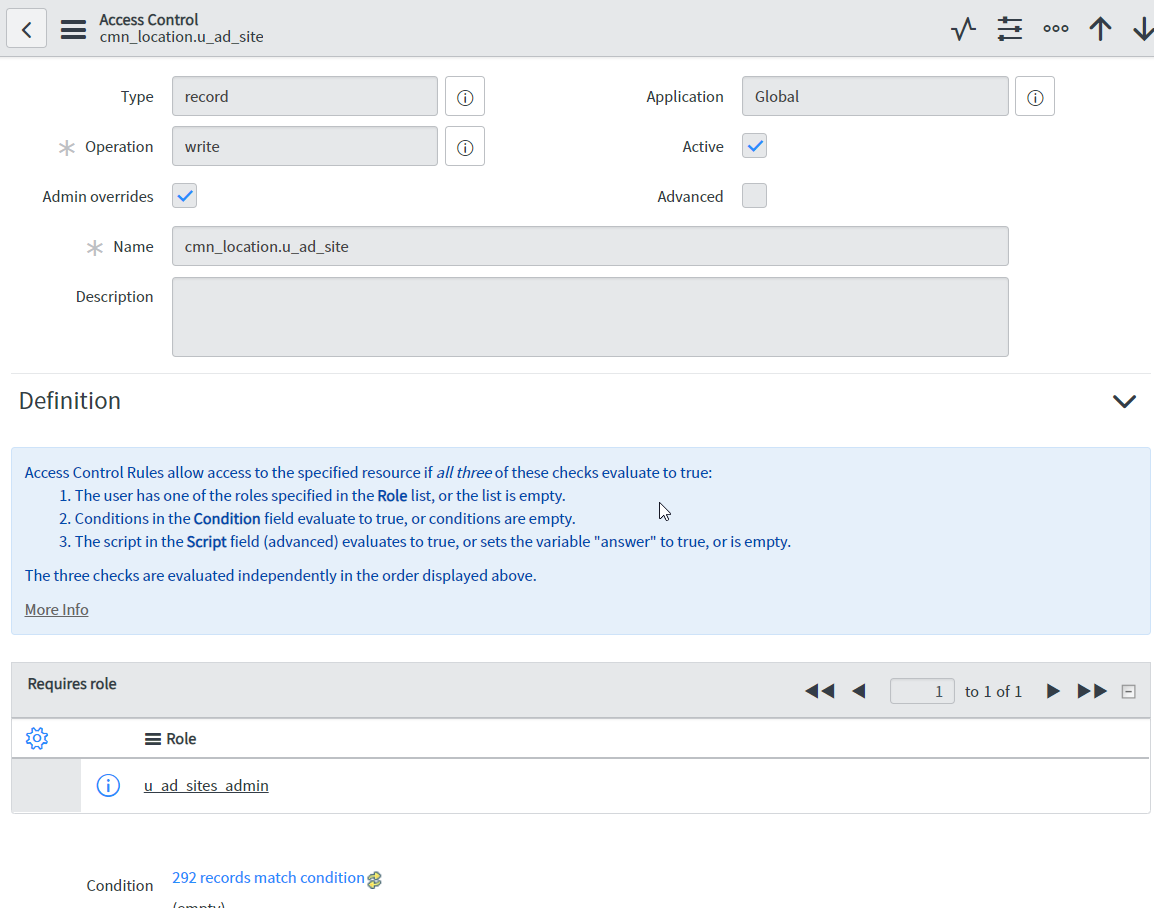 Access Control
cmn_location.u_ad_site
Type record
Application Global
Operation write
Active
Admin overrides
Advanced
Name cmn_location.u_ad_site
Description
Definition
Access Control Rules allow access to the specified resource if all three of these checks evaluate to true:
1. The user has one of the roles specified in the Role list, or the list is empty.
2. Conditions in the Condition field evaluate to true, or conditions are empty.
3. The script in the Script field (advanced) evaluates to true, or sets the variable "answer" to true, or is empty.
The three checks are evaluated independently in the order displayed above.
More Info
Requires role
1 to 1 of 1
Role
u_ad_sites_admin
Condition 292 records match condition
(empty)